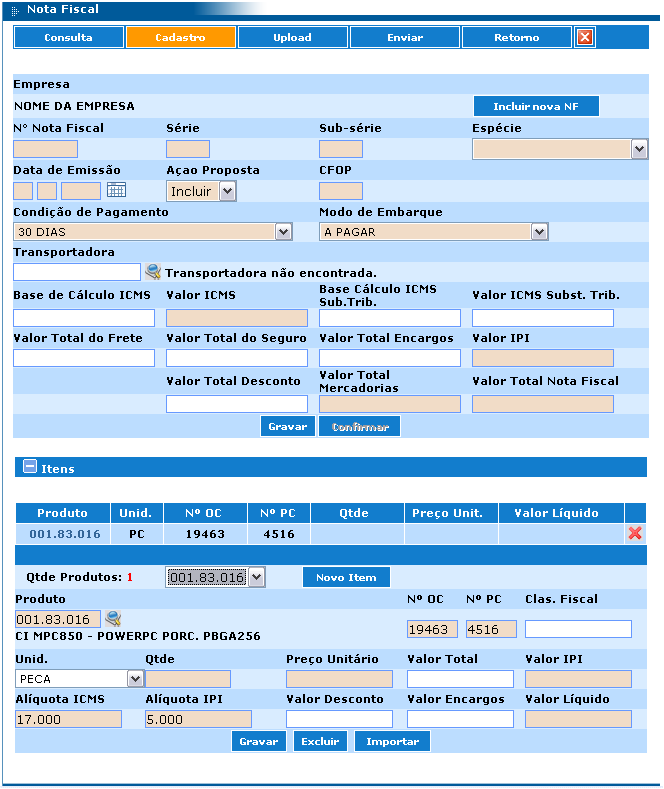 Nota Fiscal
Consulta Cadastro Upload Enviar Retorno
Empresa
NOME DA EMPRESA Incluir nova NF
N° Nota Fiscal Série Sub-série Espécie
Data de Emissão Açao Proposta CFOP
Incluir
Condição de Pagamento Modo de Embarque
30 DIAS A PAGAR
Transportadora
Transportadora não encontrada.
Base de Cálculo ICMS Valor ICMS Base Cálculo ICMS Sub.Trib. Valor ICMS Subst. Trib.
Valor Total do Frete Valor Total do Seguro Valor Total Encargos Valor IPI
Valor Total Desconto Valor Total Mercadorias Valor Total Nota Fiscal
Gravar Confirmar
Itens
Produto Unid. Nº OC Nº PC Qtde Preço Unit. Valor Líquido
001.83.016 PC 19463 4516
Qtde Produtos: 1 001.83.016 Novo Item
Produto Nº OC Nº PC Clas. Fiscal
001.83.016 19463 4516
CI MPC850 - POWERPC PORC. PBGA256
Unid. Qtde Preço Unitário Valor Total Valor IPI
PECA
Alíquota ICMS Alíquota IPI Valor Desconto Valor Encargos Valor Líquido
17.000 5.000
Gravar Excluir Importar